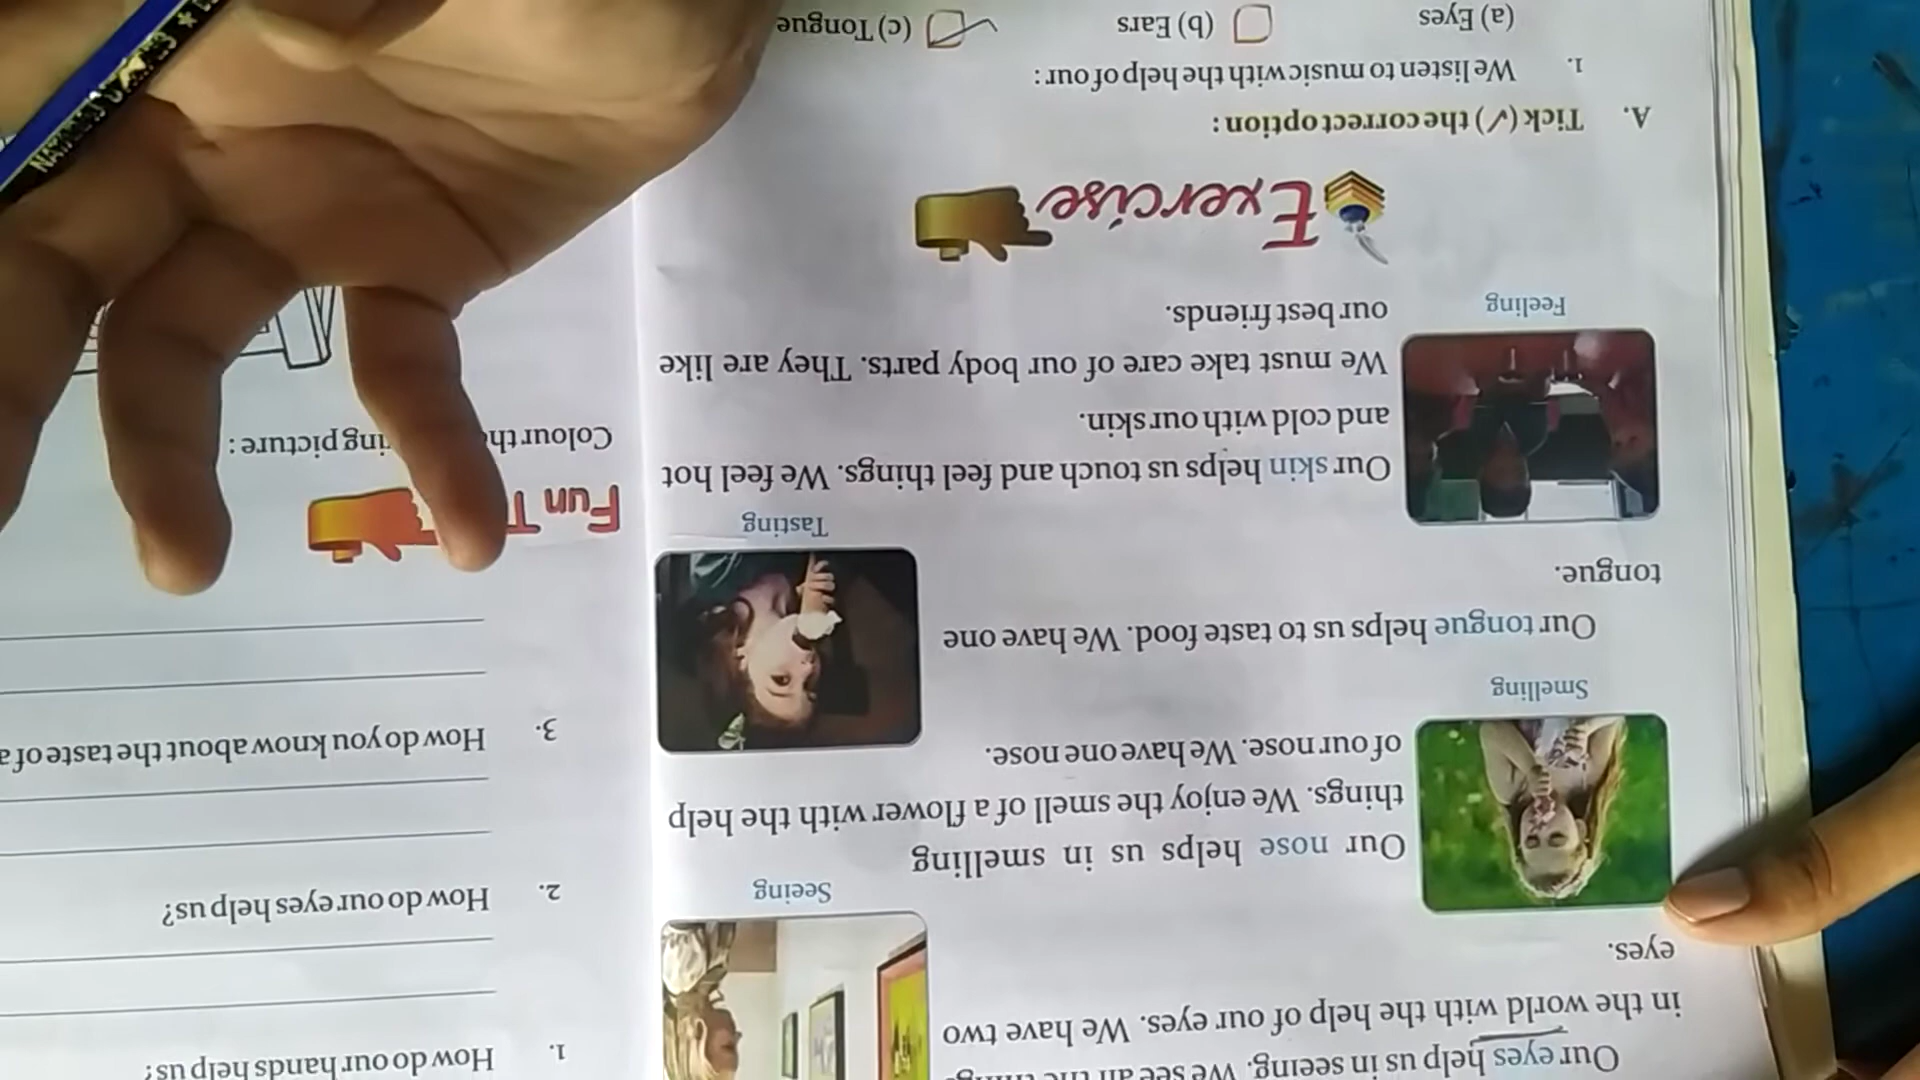 Our eyes help us in seeing. We see all the
in the world with the help of our eyes. We have two
eyes.
Seeing
Our nose helps us in smelling
things. We enjoy the smell of a flower with the help
of our nose. We have one nose.
Smelling
Our tongue helps us to taste food. We have one
tongue.
Tasting
Our skin helps us touch and feel things. We feel hot
and cold with our skin.
We must take care of our body parts. They are like
our best friends.
Feeling
Exercise
A. Tick (✓) the correct option :
1. We listen to music with the help of our :
(a) Eyes (b) Ears (c) Tongue
1. How do our hands help us?
2. How do our eyes help us?
3. How do you know about the taste of a
Fun
Colour picture :